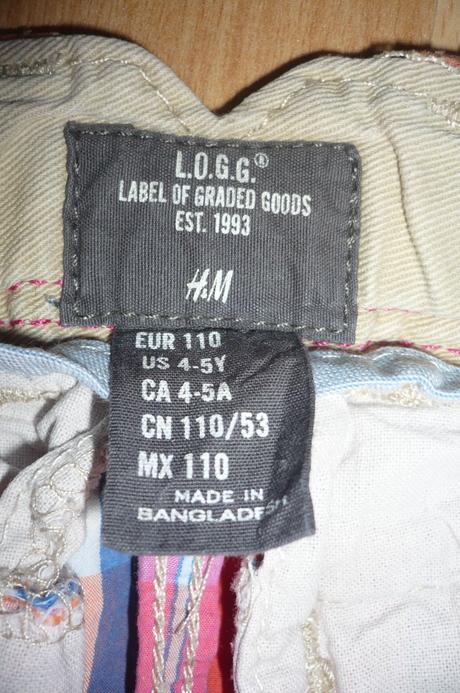 L.O.G.G.®
LABEL OF GRADED GOODS
EST. 1993
H&M
EUR 110
US 4-5Y
CA 4-5A
CN 110/53
MX 110
MADE IN
BANGLADESH